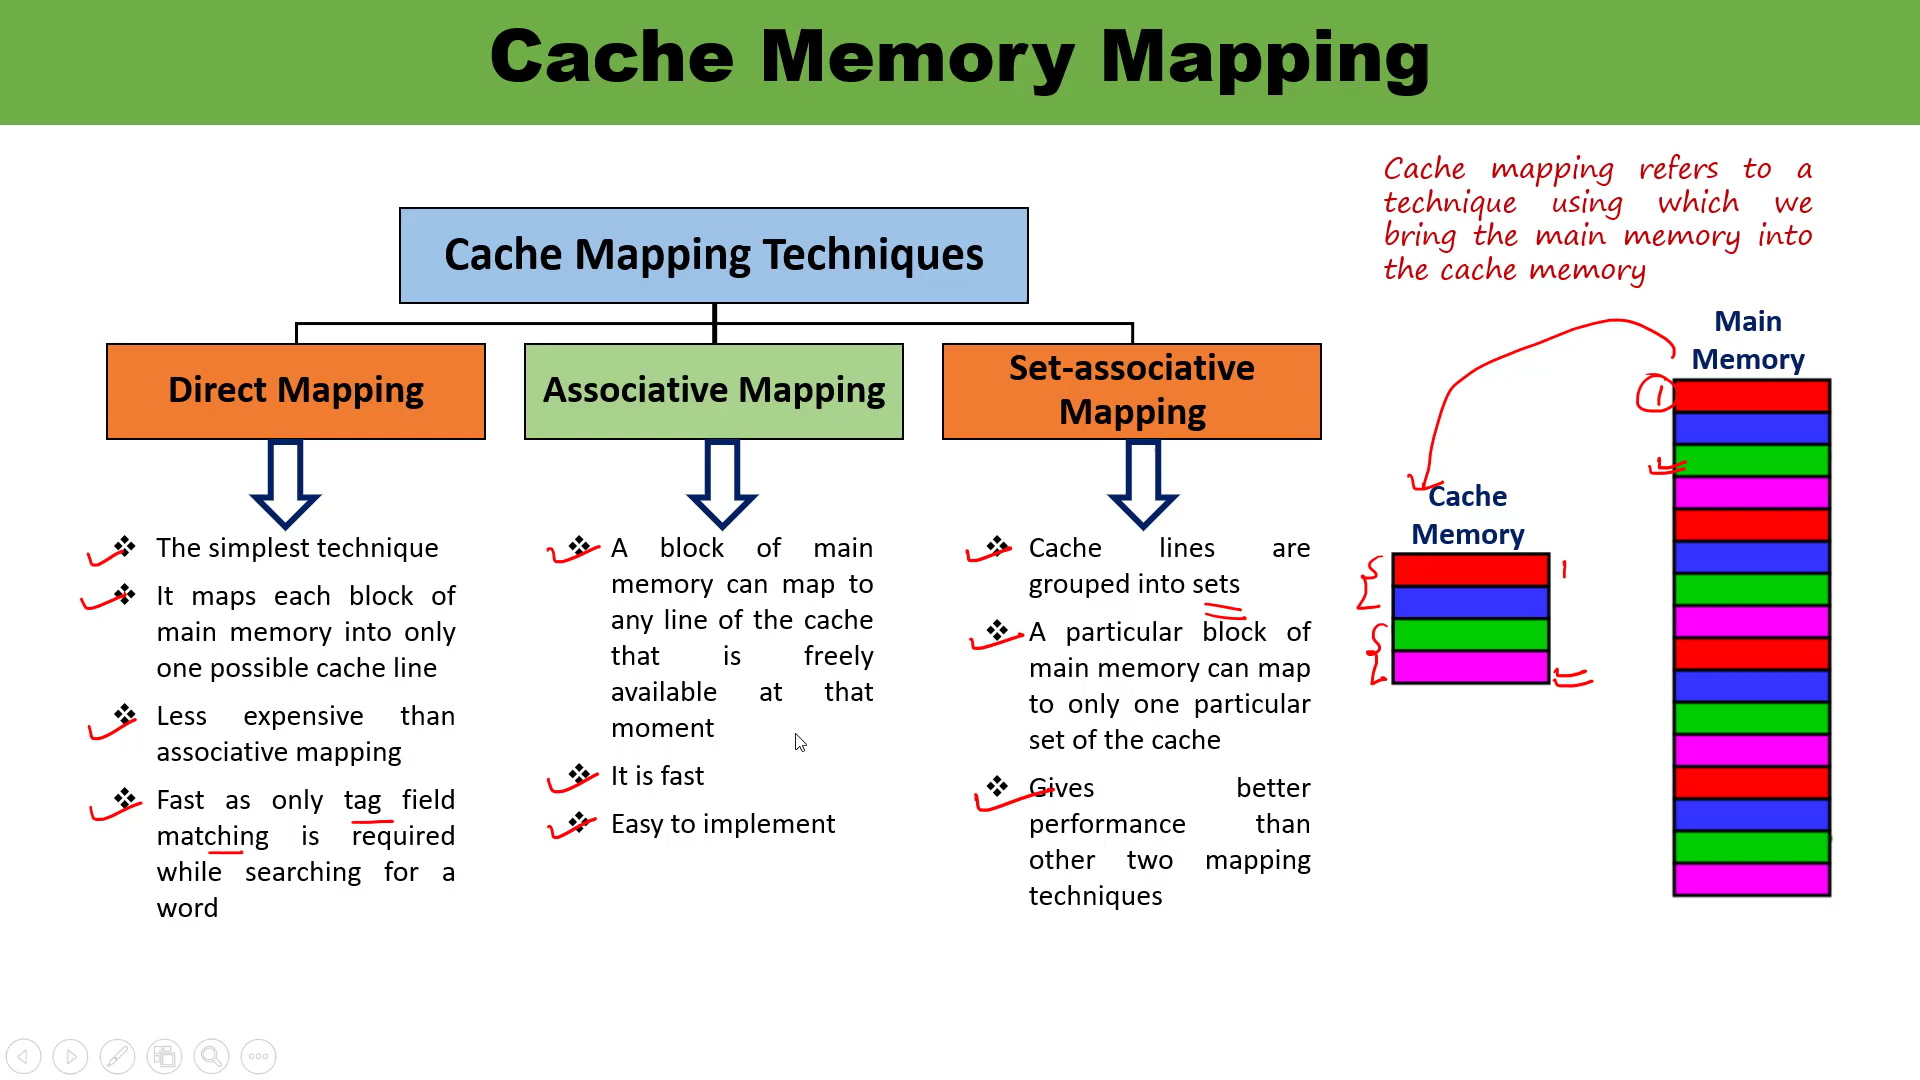 Cache Memory Mapping
Cache mapping refers to a
technique using which we
bring the main memory into
the cache memory
Cache Mapping Techniques
Direct Mapping
The simplest technique
It maps each block of
main memory into only
one possible cache line
Less expensive than
associative mapping
Fast as only tag field
matching is required
while searching for a
word
Associative Mapping
A block of main
memory can map to
any line of the cache
that is freely
available at that
moment
It is fast
Easy to implement
Set-associative
Mapping
Cache lines are
grouped into sets
A particular block of
main memory can map
to only one particular
set of the cache
Gives better
performance than
other two mapping
techniques
Cache
Memory
1
Main
Memory
1